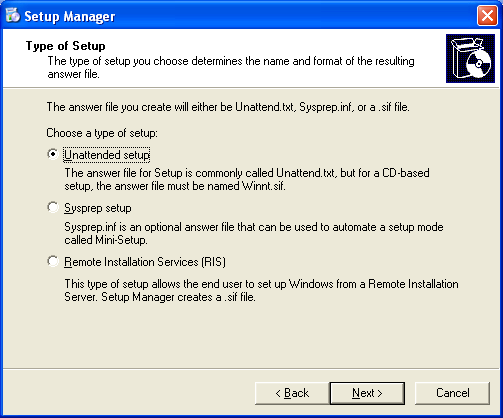 Setup Manager
Type of Setup
The type of setup you choose determines the name and format of the resulting
answer file.
The answer file you create will either be Unattend.txt, Sysprep.inf, or a .sif file.
Choose a type of setup:
Unattended setup
The answer file for Setup is commonly called Unattend.txt, but for a CD-based
setup, the answer file must be named Winnt.sif.
Sysprep setup
Sysprep.inf is an optional answer file that can be used to automate a setup mode
called Mini-Setup.
Remote Installation Services (RIS)
This type of setup allows the end user to set up Windows from a Remote Installation
Server. Setup Manager creates a .sif file.
< Back
Next >
Cancel